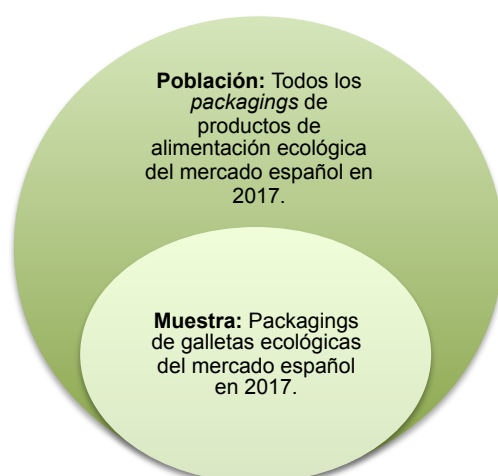 Población: Todos los
packagings de
productos de
alimentación ecológica
del mercado español en
2017.
Muestra: Packagings
de galletas ecológicas
del mercado español
en 2017.